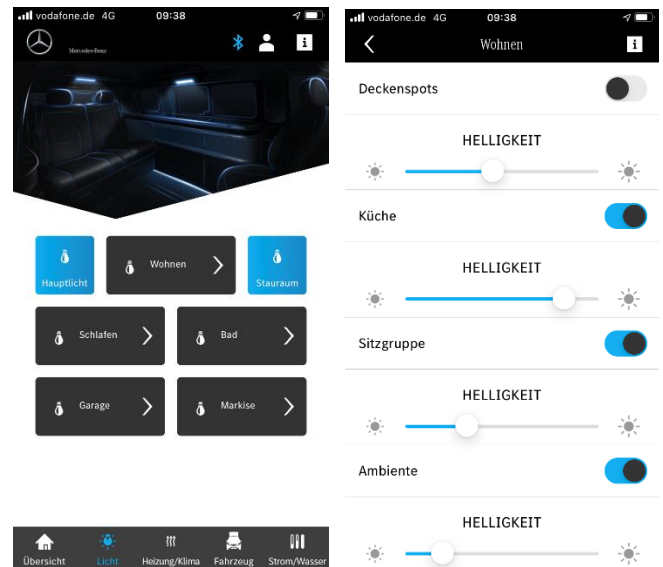 vodafone.de 4G 09:38
Mercedes-Benz
Hauptlicht
Wohnen
Stauraum
Schlafen
Bad
Garage
Markise
Übersicht
Licht
Heizung/Klima
Fahrzeug
Strom/Wasser
vodafone.de 4G 09:38
Wohnen
Deckenspots
HELLIGKEIT
Küche
HELLIGKEIT
Sitzgruppe
HELLIGKEIT
Ambiente
HELLIGKEIT